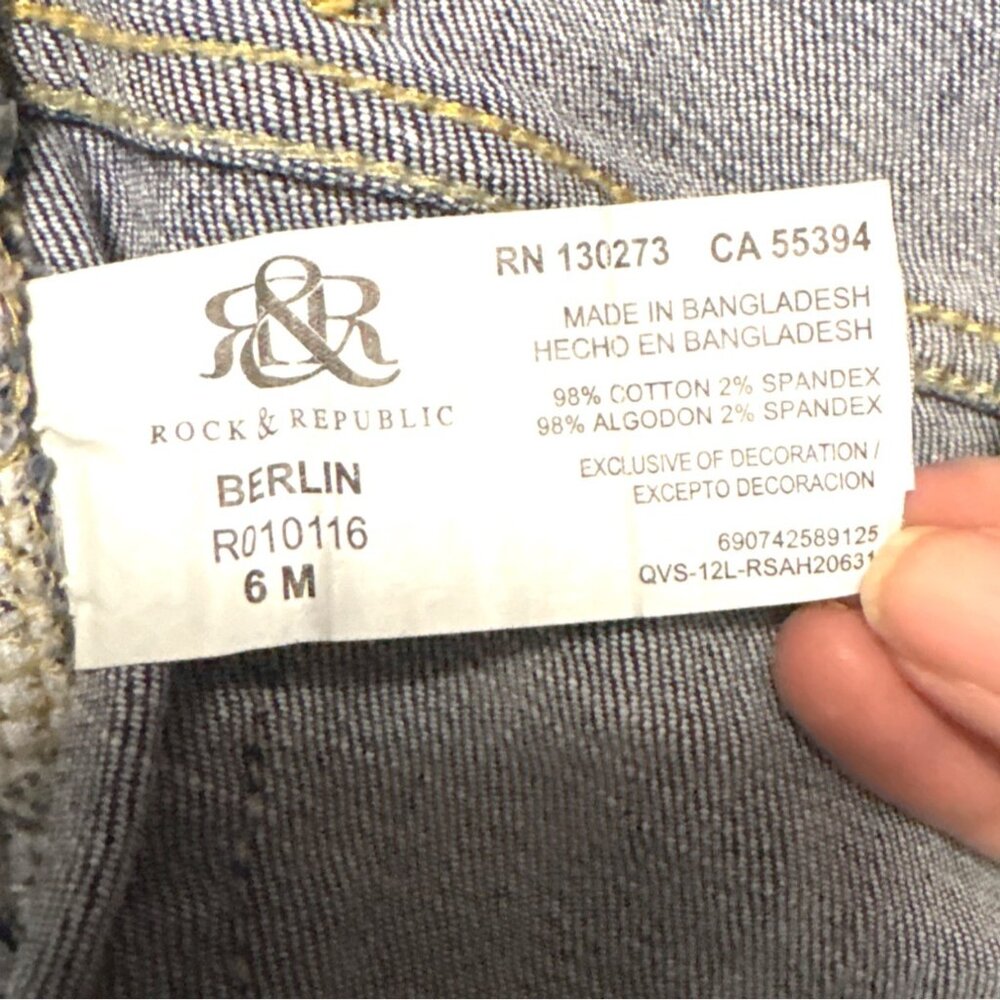 R&R
ROCK & REPUBLIC
BERLIN
R010116
6 M
RN 130273 CA 55394
MADE IN BANGLADESH
HECHO EN BANGLADESH
98% COTTON 2% SPANDEX
98% ALGODON 2% SPANDEX
EXCLUSIVE OF DECORATION /
EXCEPTO DECORACION
690742589125
QVS-12L-RSAH20631